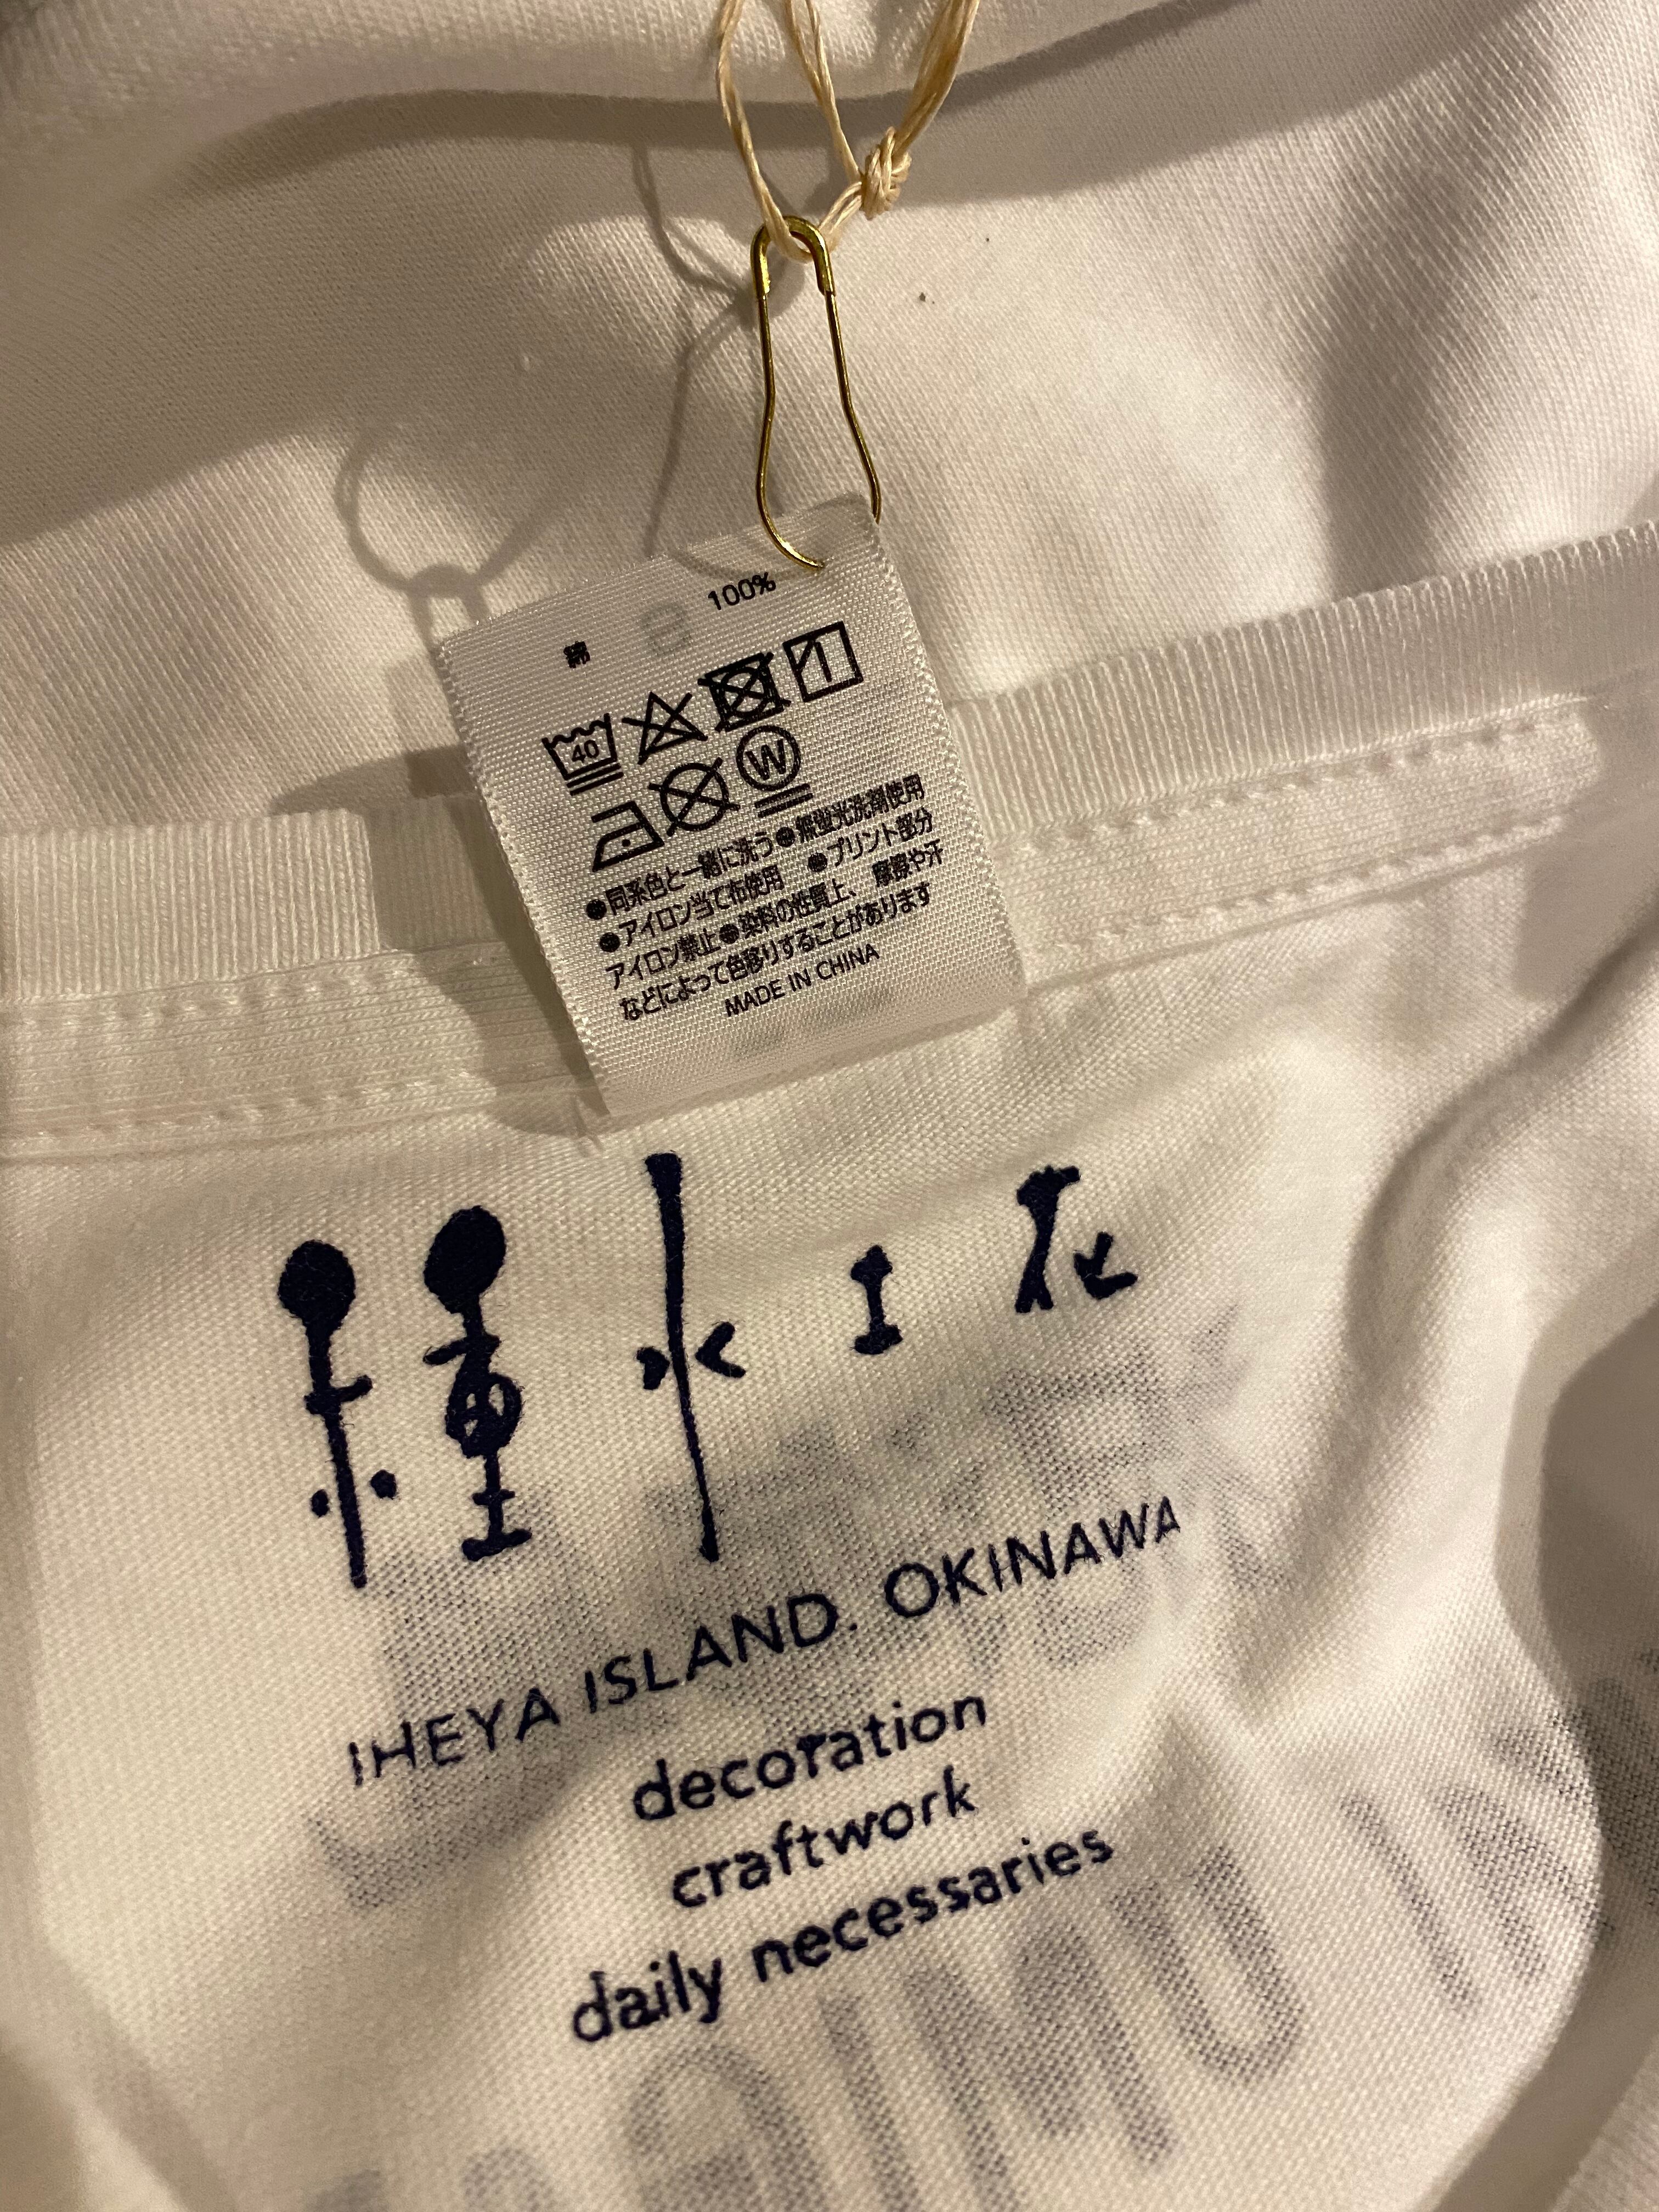 綿 100%
40
W
●同系色と一緒に洗う●無蛍光洗剤使用
●アイロン当て布使用 ●プリント部分
アイロン禁止●染料の性質上、摩擦や汗
などによって色移りすることがあります
MADE IN CHINA
種水土花
IHEYA ISLAND. OKINAWA
decoration
craftwork
daily necessaries